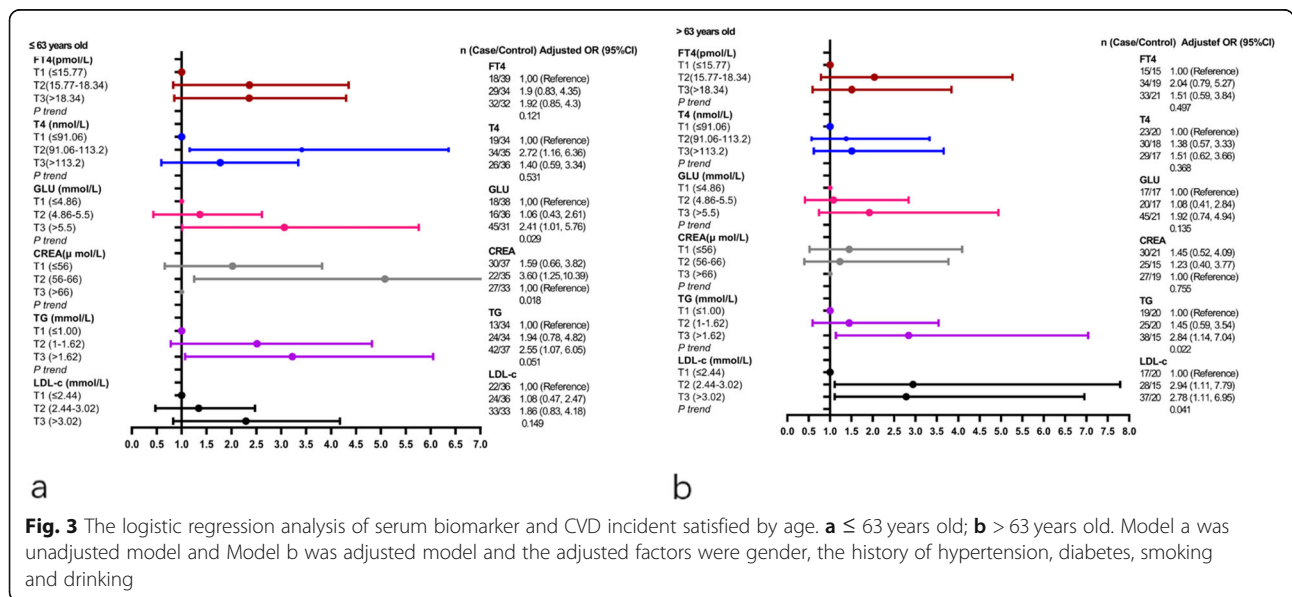 ≤ 63 years old
n (Case/Control) Adjusted OR (95%CI)
FT4(pmol/L)
FT4
T1 (≤15.77) 18/39 1,00 (Reference)
T2(15.77-18.34) 29/34 1.9 (0.83, 4.35)
T3(>18.34) 32/32 1.92 (0.85, 4.3)
P trend 0.121
T4 (nmol/L)
T4
T1 (≤91.06) 19/34 1,00 (Reference)
T2(91.06-113.2) 34/35 2.72 (1.16, 6.36)
T3(>113.2) 26/36 1.40 (0.59, 3.34)
P trend 0.531
GLU (mmol/L)
GLU
T1 (≤4.86) 18/38 1,00 (Reference)
T2 (4.86-5.5) 16/36 1.06 (0.43, 2.61)
T3 (>5.5) 45/31 2.41 (1.01, 5.76)
P trend 0.029
CREA(μ mol/L)
CREA
T1 (≤56) 30/37 1.59 (0.66, 3.82)
T2 (56-66) 22/35 3.60 (1.25,10.39)
T3 (>66) 27/33 1,00 (Reference)
P trend 0.018
TG (mmol/L)
TG
T1 (≤1.00) 13/34 1,00 (Reference)
T2 (1-1.62) 24/34 1.94 (0.78, 4.82)
T3 (>1.62) 42/37 2.55 (1.07, 6.05)
P trend 0.051
LDL-c (mmol/L)
LDL-c
T1 (≤2.44) 22/36 1,00 (Reference)
T2 (2.44-3.02) 24/36 1.08 (0.47, 2.47)
T3 (>3.02) 33/33 1.86 (0.83, 4.18)
0.149
0.0 0.5 1.0 1.5 2.0 2.5 3.0 3.5 4.0 4.5 5.0 5.5 6.0 6.5 7.0
a
> 63 years old
n (Case/Control) Adjustef OR (95%CI)
FT4(pmol/L)
FT4
T1 (≤15.77) 15/15 1.00 (Reference)
T2(15.77-18.34) 34/19 2.04 (0.79, 5.27)
T3(>18.34) 33/21 1.51 (0.59, 3.84)
P trend 0.497
T4 (nmol/L)
T4
T1 (≤91.06) 23/20 1.00 (Reference)
T2(91.06-113.2) 30/18 1.38 (0.57, 3.33)
T3(>113.2) 29/17 1.51 (0.62, 3.66)
P trend 0.368
GLU (mmol/L)
GLU
T1 (≤4.86) 17/17 1.00 (Reference)
T2 (4.86-5.5) 20/17 1.08 (0.41, 2.84)
T3 (>5.5) 45/21 1.92 (0.74, 4.94)
P trend 0.135
CREA(μ mol/L)
CREA
T1 (≤56) 30/21 1.45 (0.52, 4.09)
T2 (56-66) 25/15 1.23 (0.40, 3.77)
T3 (>66) 27/19 1.00 (Reference)
P trend 0.755
TG (mmol/L)
TG
T1 (≤1.00) 19/20 1.00 (Reference)
T2 (1-1.62) 25/20 1.45 (0.59, 3.54)
T3 (>1.62) 38/15 2.84 (1.14, 7.04)
P trend 0.022
LDL-c (mmol/L)
LDL-c
T1 (≤2.44) 17/20 1.00 (Reference)
T2 (2.44-3.02) 28/15 2.94 (1.11, 7.79)
T3 (>3.02) 37/20 2.78 (1.11, 6.95)
P trend 0.041
0.0 0.5 1.0 1.5 2.0 2.5 3.0 3.5 4.0 4.5 5.0 5.5 6.0 6.5 7.0 7.5 8.0
b
Fig. 3 The logistic regression analysis of serum biomarker and CVD incident satisfied by age. a ≤ 63 years old; b > 63 years old. Model a was
unadjusted model and Model b was adjusted model and the adjusted factors were gender, the history of hypertension, diabetes, smoking
and drinking